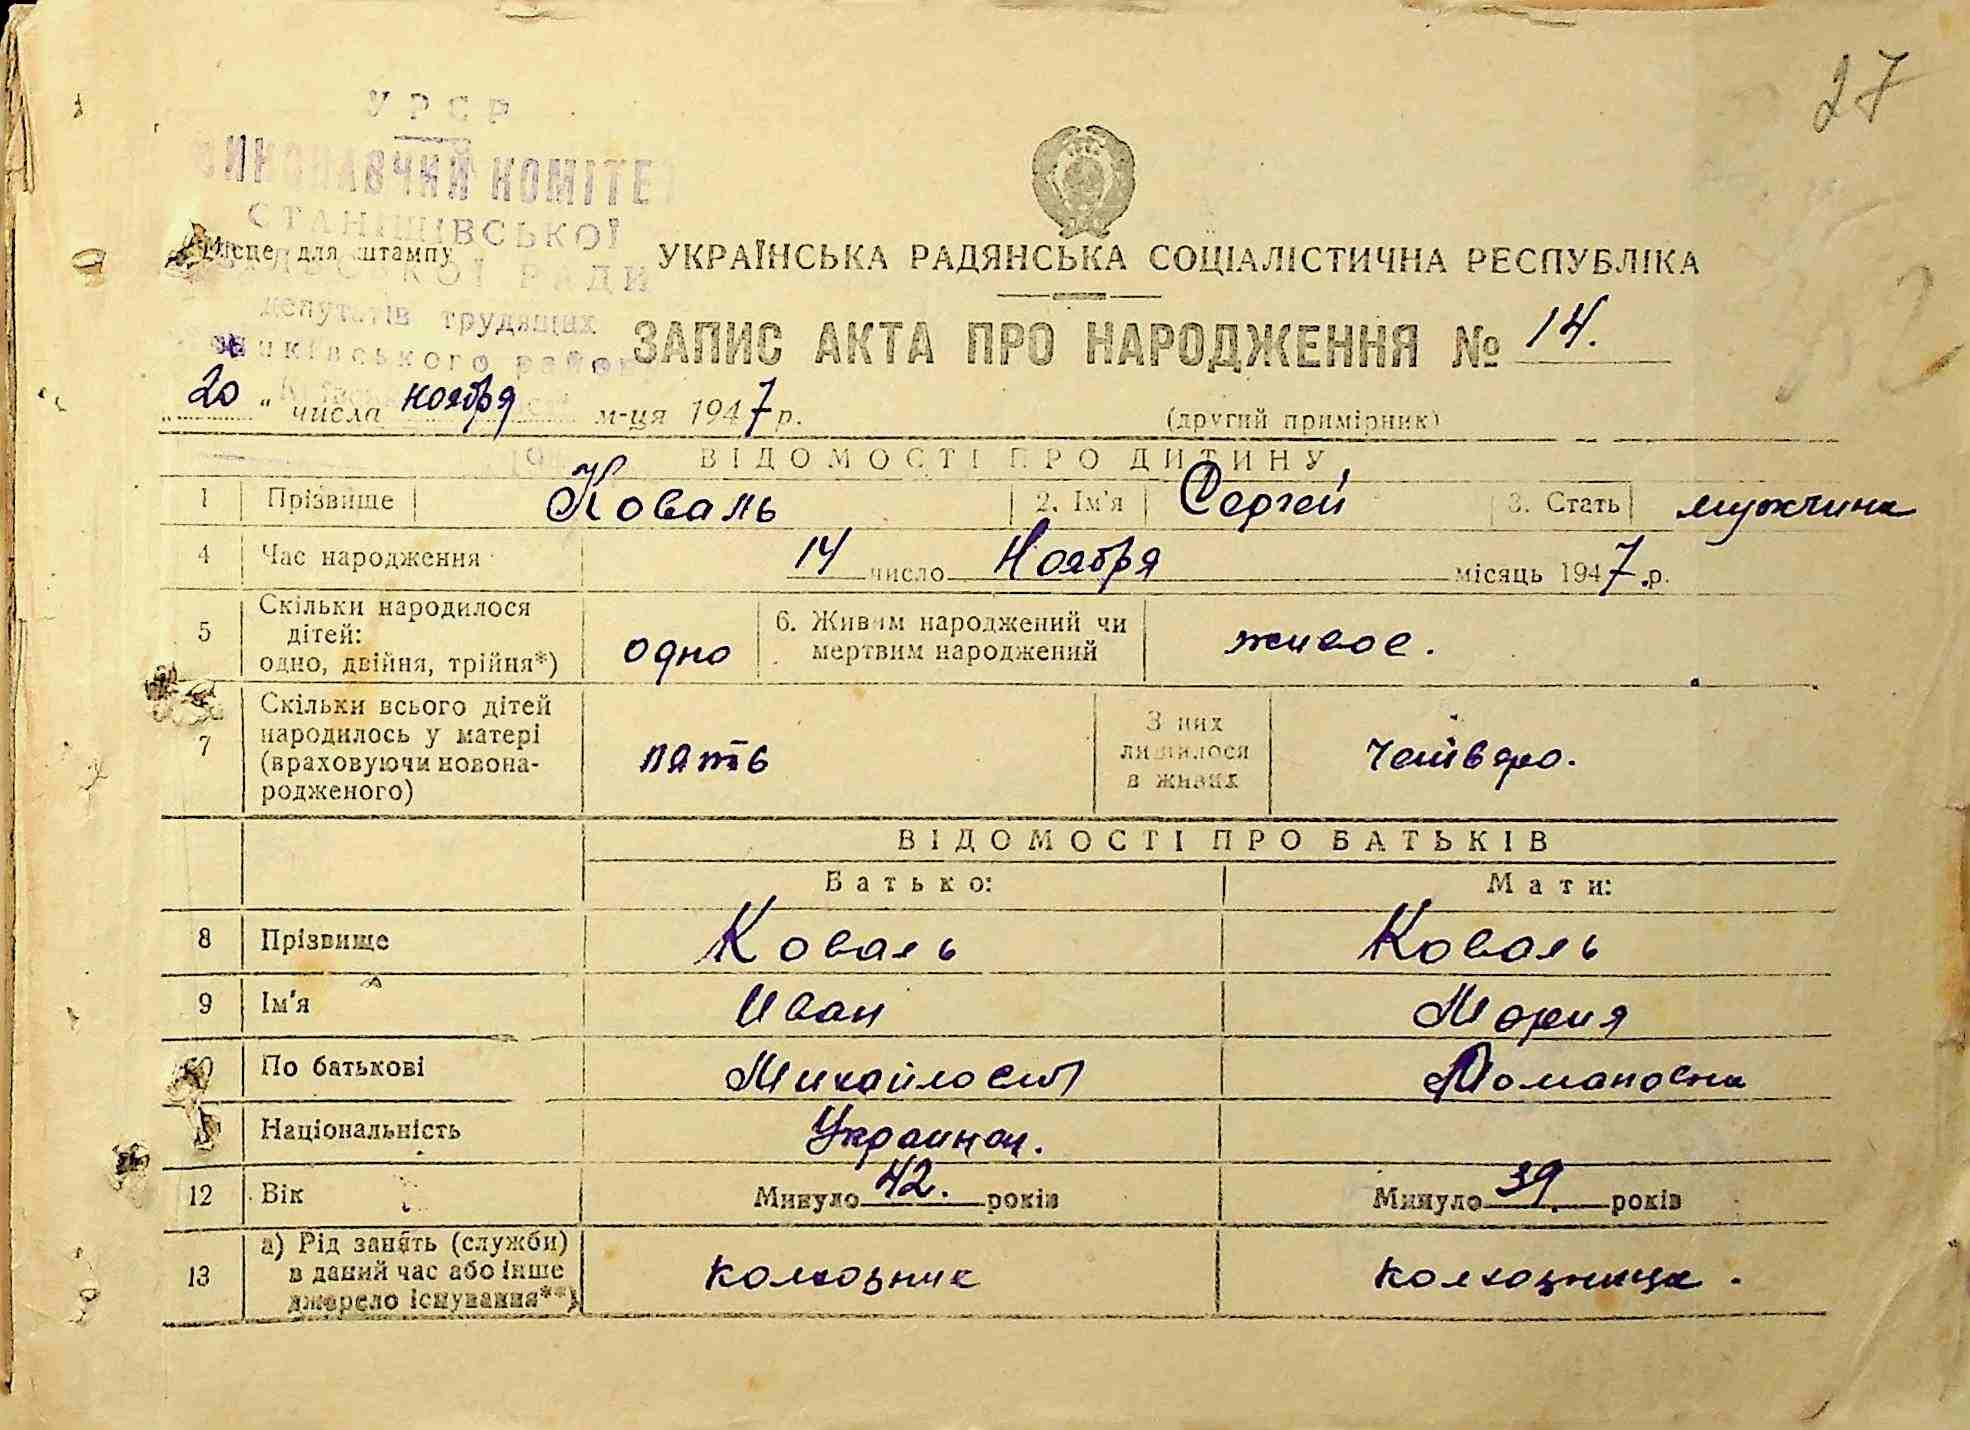 27
УРСР
ВИКОНАВЧИЙ КОМІТЕТ
СТАНІШІВСЬКОЇ
РАДИ
депутатів трудящих
Місце для штампу
УКРАЇНСЬКА РАДЯНСЬКА СОЦІАЛІСТИЧНА РЕСПУБЛІКА
ЗАПИС АКТА ПРО НАРОДЖЕННЯ № 14.
„20“ числа ноября м-ця 1947 р.
(другий примірник)
ВІДОМОСТІ ПРО ДИТИНУ
1 Прізвище Коваль 2. Ім'я Сергей 3. Стать мужчина
4 Час народження 14 число Ноября місяць 1947.р.
5 Скільки народилося дітей: одно, двійня, трійня*) одно 6. Живим народжений чи мертвим народжений живое.
7 Скільки всього дітей народилось у матері (враховуючи новонародженого) пять З них лишилося в живих четверо.
ВІДОМОСТІ ПРО БАТЬКІВ
Батько: Мати:
8 Прізвище Коваль Коваль
9 Ім'я Иван Мария
10 По батькові Михайлович Романовна
Національність Украинец.
12 Вік Минуло 42. років Минуло 39 років
13 а) Рід занять (служби) в даний час або інше джерело існування**) колхозник колхозница.